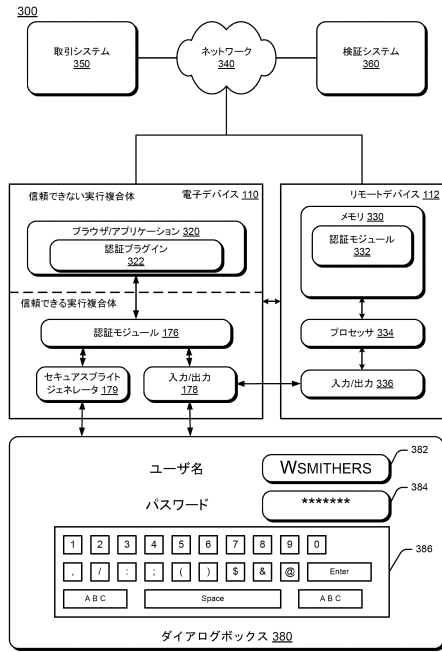 300
取引システム
350
ネットワーク
340
検証システム
360
信頼できない実行複合体
電子デバイス 110
ブラウザ/アプリケーション 320
認証プラグイン
322
信頼できる実行複合体
認証モジュール 176
セキュアスプライト
ジェネレータ 179
入力/出力
178
リモートデバイス 112
メモリ 330
認証モジュール
332
プロセッサ 334
入力/出力 336
ユーザ名
WSMITHERS
382
パスワード
*******
384
1 2 3 4 5 6 7 8 9 0
, / : ; ( ) $ & @ Enter
A B C Space A B C
386
ダイアログボックス 380